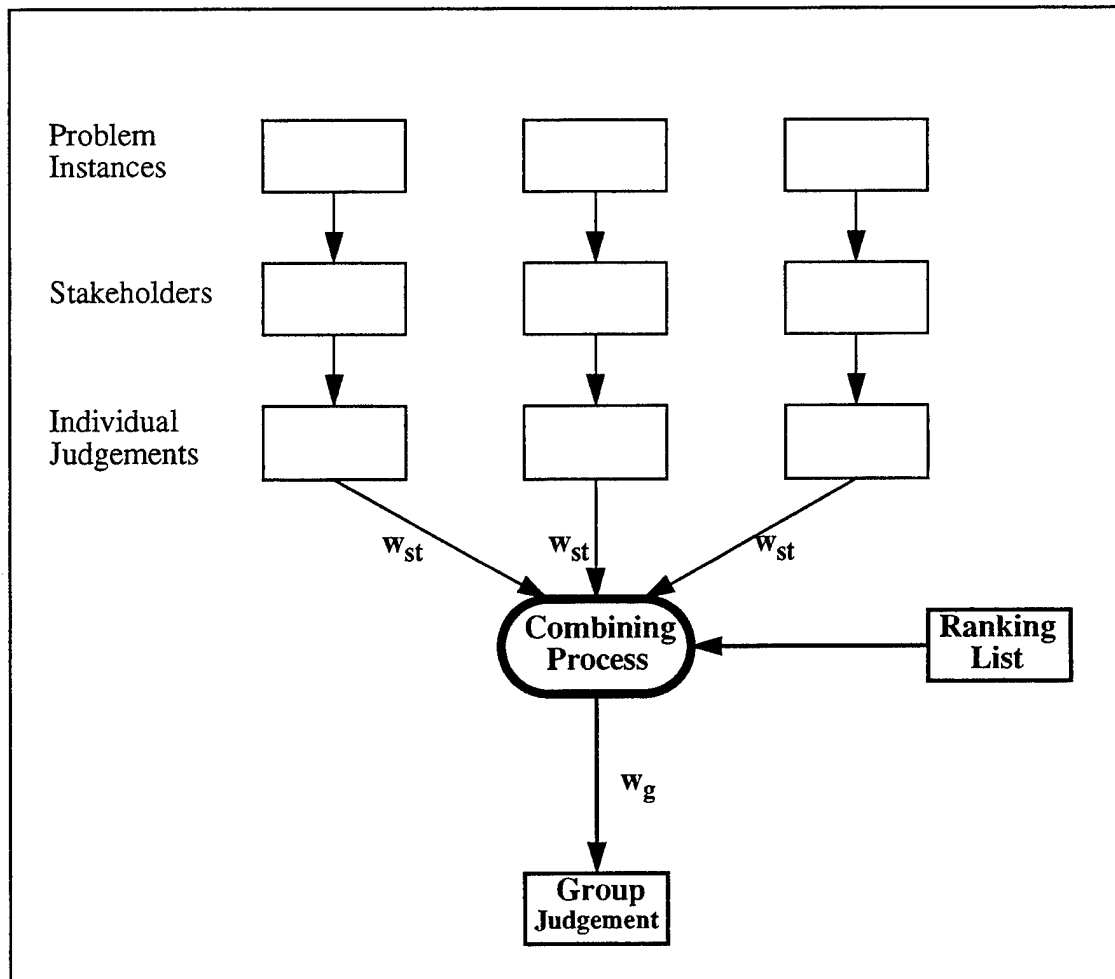 Problem
Instances
Stakeholders
Individual
Judgements
w_st
w_st
w_st
Combining
Process
Ranking
List
w_g
Group
Judgement